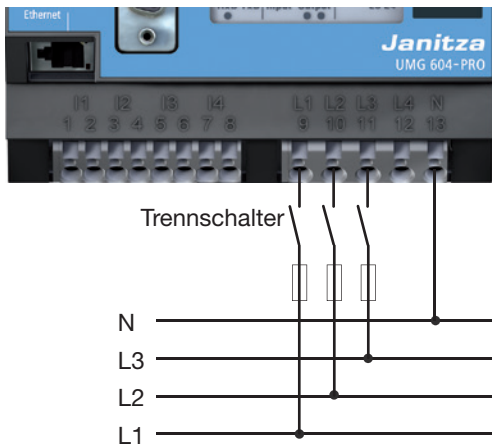 Ethernet
Janitza
UMG 604-PRO
I1 I2 I3 I4 L1 L2 L3 L4 N
1 2 3 4 5 6 7 8 9 10 11 12 13
Trennschalter
N
L3
L2
L1